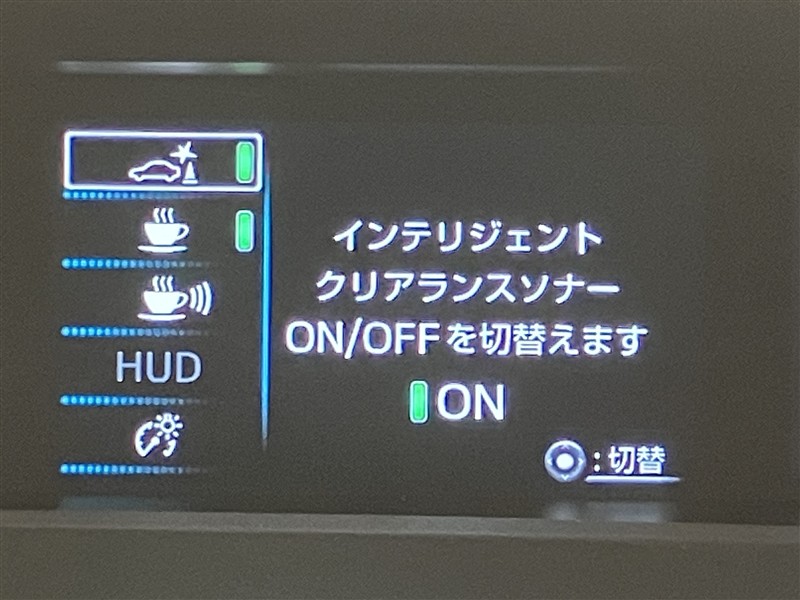 HUD
インテリジェント
クリアランスソナー
ON/OFFを切替えます
ON
:切替